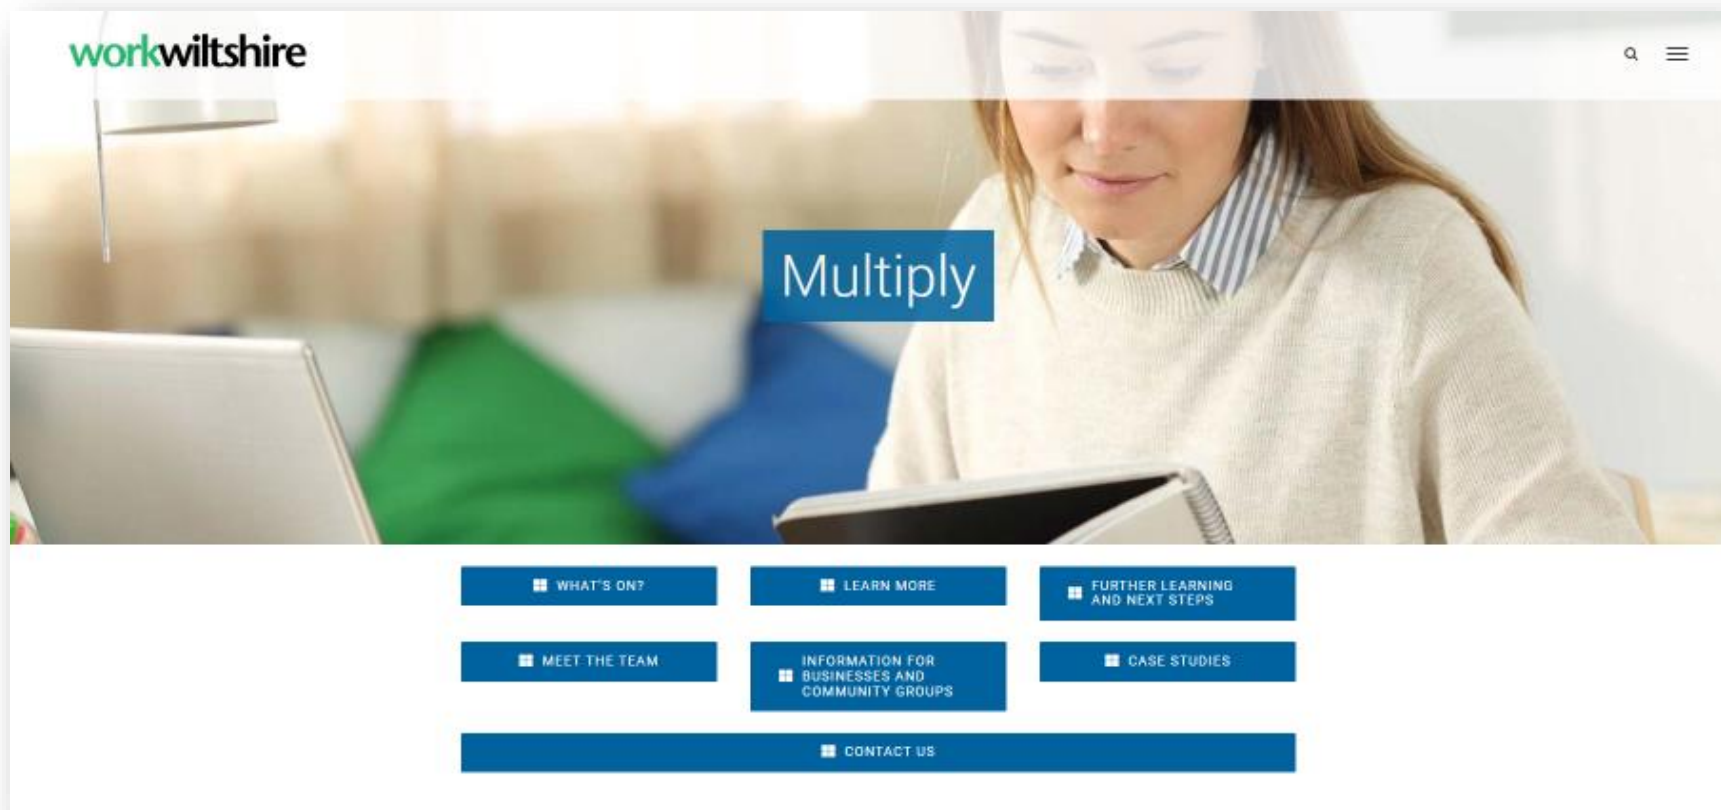 workwiltshire
Multiply
WHAT'S ON?
LEARN MORE
FURTHER LEARNING
AND NEXT STEPS
MEET THE TEAM
INFORMATION FOR
BUSINESSES AND
COMMUNITY GROUPS
CASE STUDIES
CONTACT US